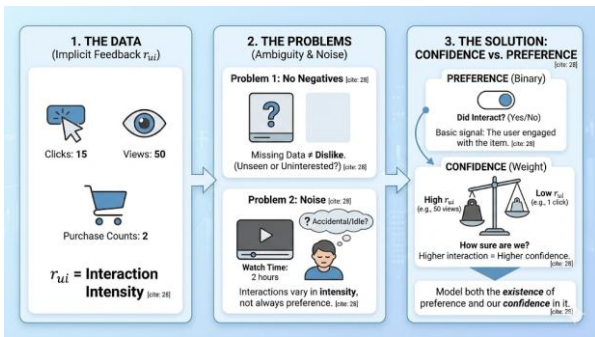 1. THE DATA
(Implicit Feedback r_ui)
Clicks: 15
Views: 50
Purchase Counts: 2
r_ui = Interaction
Intensity [cite: 28]
2. THE PROBLEMS
(Ambiguity & Noise)
Problem 1: No Negatives [cite: 28]
?
Missing Data ≠ Dislike.
(Unseen or Uninterested?) [cite: 28]
Problem 2: Noise [cite: 28]
? Accidental/Idle?
Watch Time:
2 hours
Interactions vary in intensity,
not always preference. [cite: 28]
3. THE SOLUTION:
CONFIDENCE vs. PREFERENCE
[cite: 28]
PREFERENCE (Binary)
Did Interact? (Yes/No)
Basic signal: The user engaged
with the item. [cite: 28]
CONFIDENCE (Weight)
High r_ui
(e.g., 50 views)
Low r_ui
(e.g., 1 click)
How sure are we?
Higher interaction = Higher confidence.
[cite: 28]
Model both the existence of
preference and our confidence in it.
[cite: 28]